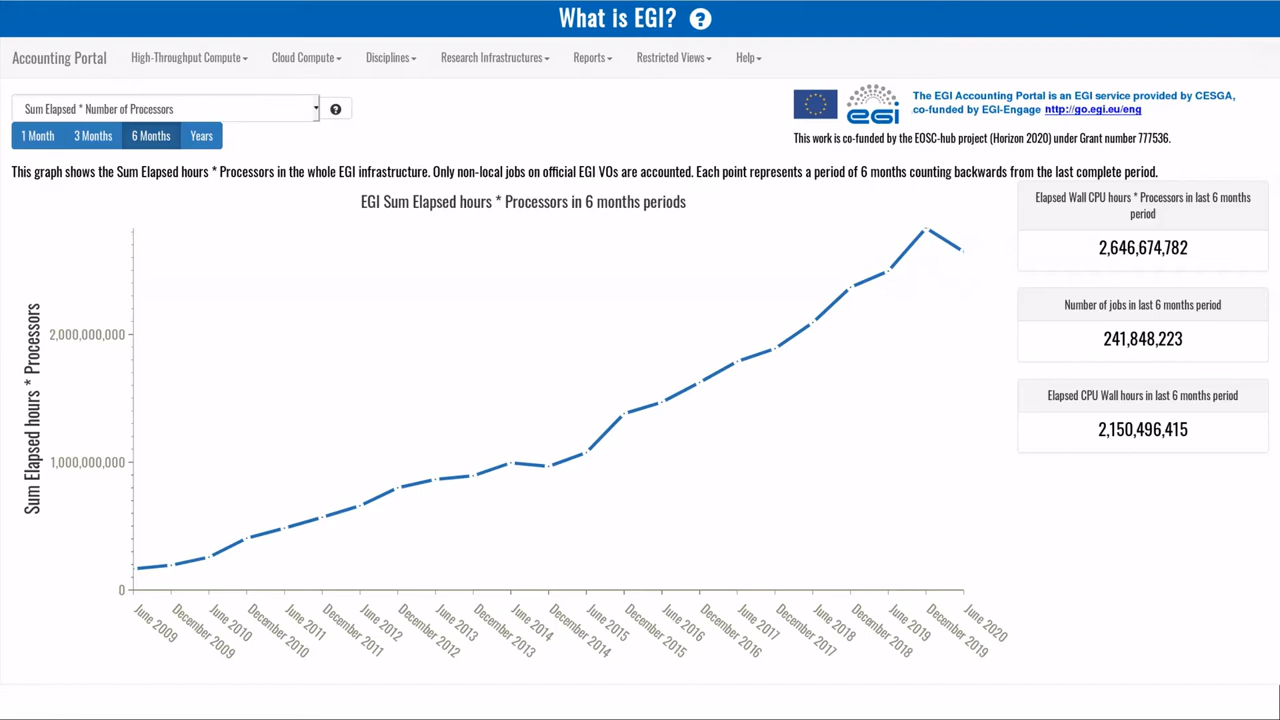 What is EGI? ?
Accounting Portal High-Throughput Compute Cloud Compute Disciplines Research Infrastructures Reports Restricted Views Help
Sum Elapsed * Number of Processors ?
1 Month 3 Months 6 Months Years
egi
The EGI Accounting Portal is an EGI service provided by CESGA,
co-funded by EGI-Engage http://go.egi.eu/eng
This work is co-funded by the EOSC-hub project (Horizon 2020) under Grant number 777536.
This graph shows the Sum Elapsed hours * Processors in the whole EGI infrastructure. Only non-local jobs on official EGI VOs are accounted. Each point represents a period of 6 months counting backwards from the last complete period.
EGI Sum Elapsed hours * Processors in 6 months periods
Sum Elapsed hours * Processors
2,000,000,000
1,000,000,000
0
June 2009
December 2009
June 2010
December 2010
June 2011
December 2011
June 2012
December 2012
June 2013
December 2013
June 2014
December 2014
June 2015
December 2015
June 2016
December 2016
June 2017
December 2017
June 2018
December 2018
June 2019
December 2019
June 2020
Elapsed Wall CPU hours * Processors in last 6 months
period
2,646,674,782
Number of jobs in last 6 months period
241,848,223
Elapsed CPU Wall hours in last 6 months period
2,150,496,415